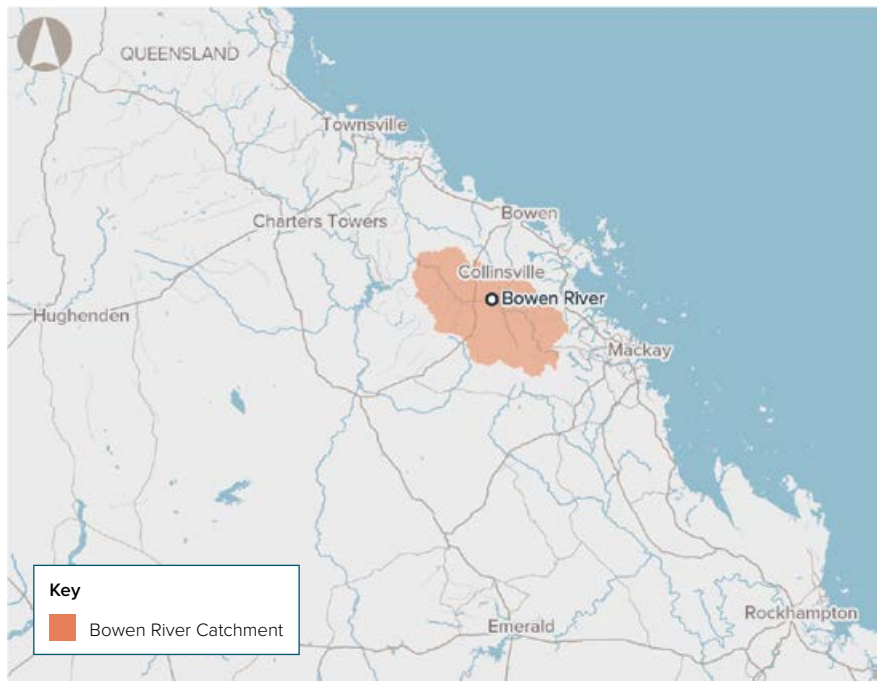 QUEENSLAND
Townsville
Charters Towers
Bowen
Collinsville
Bowen River
Hughenden
Mackay
Key
Bowen River Catchment
Emerald
Rockhampton